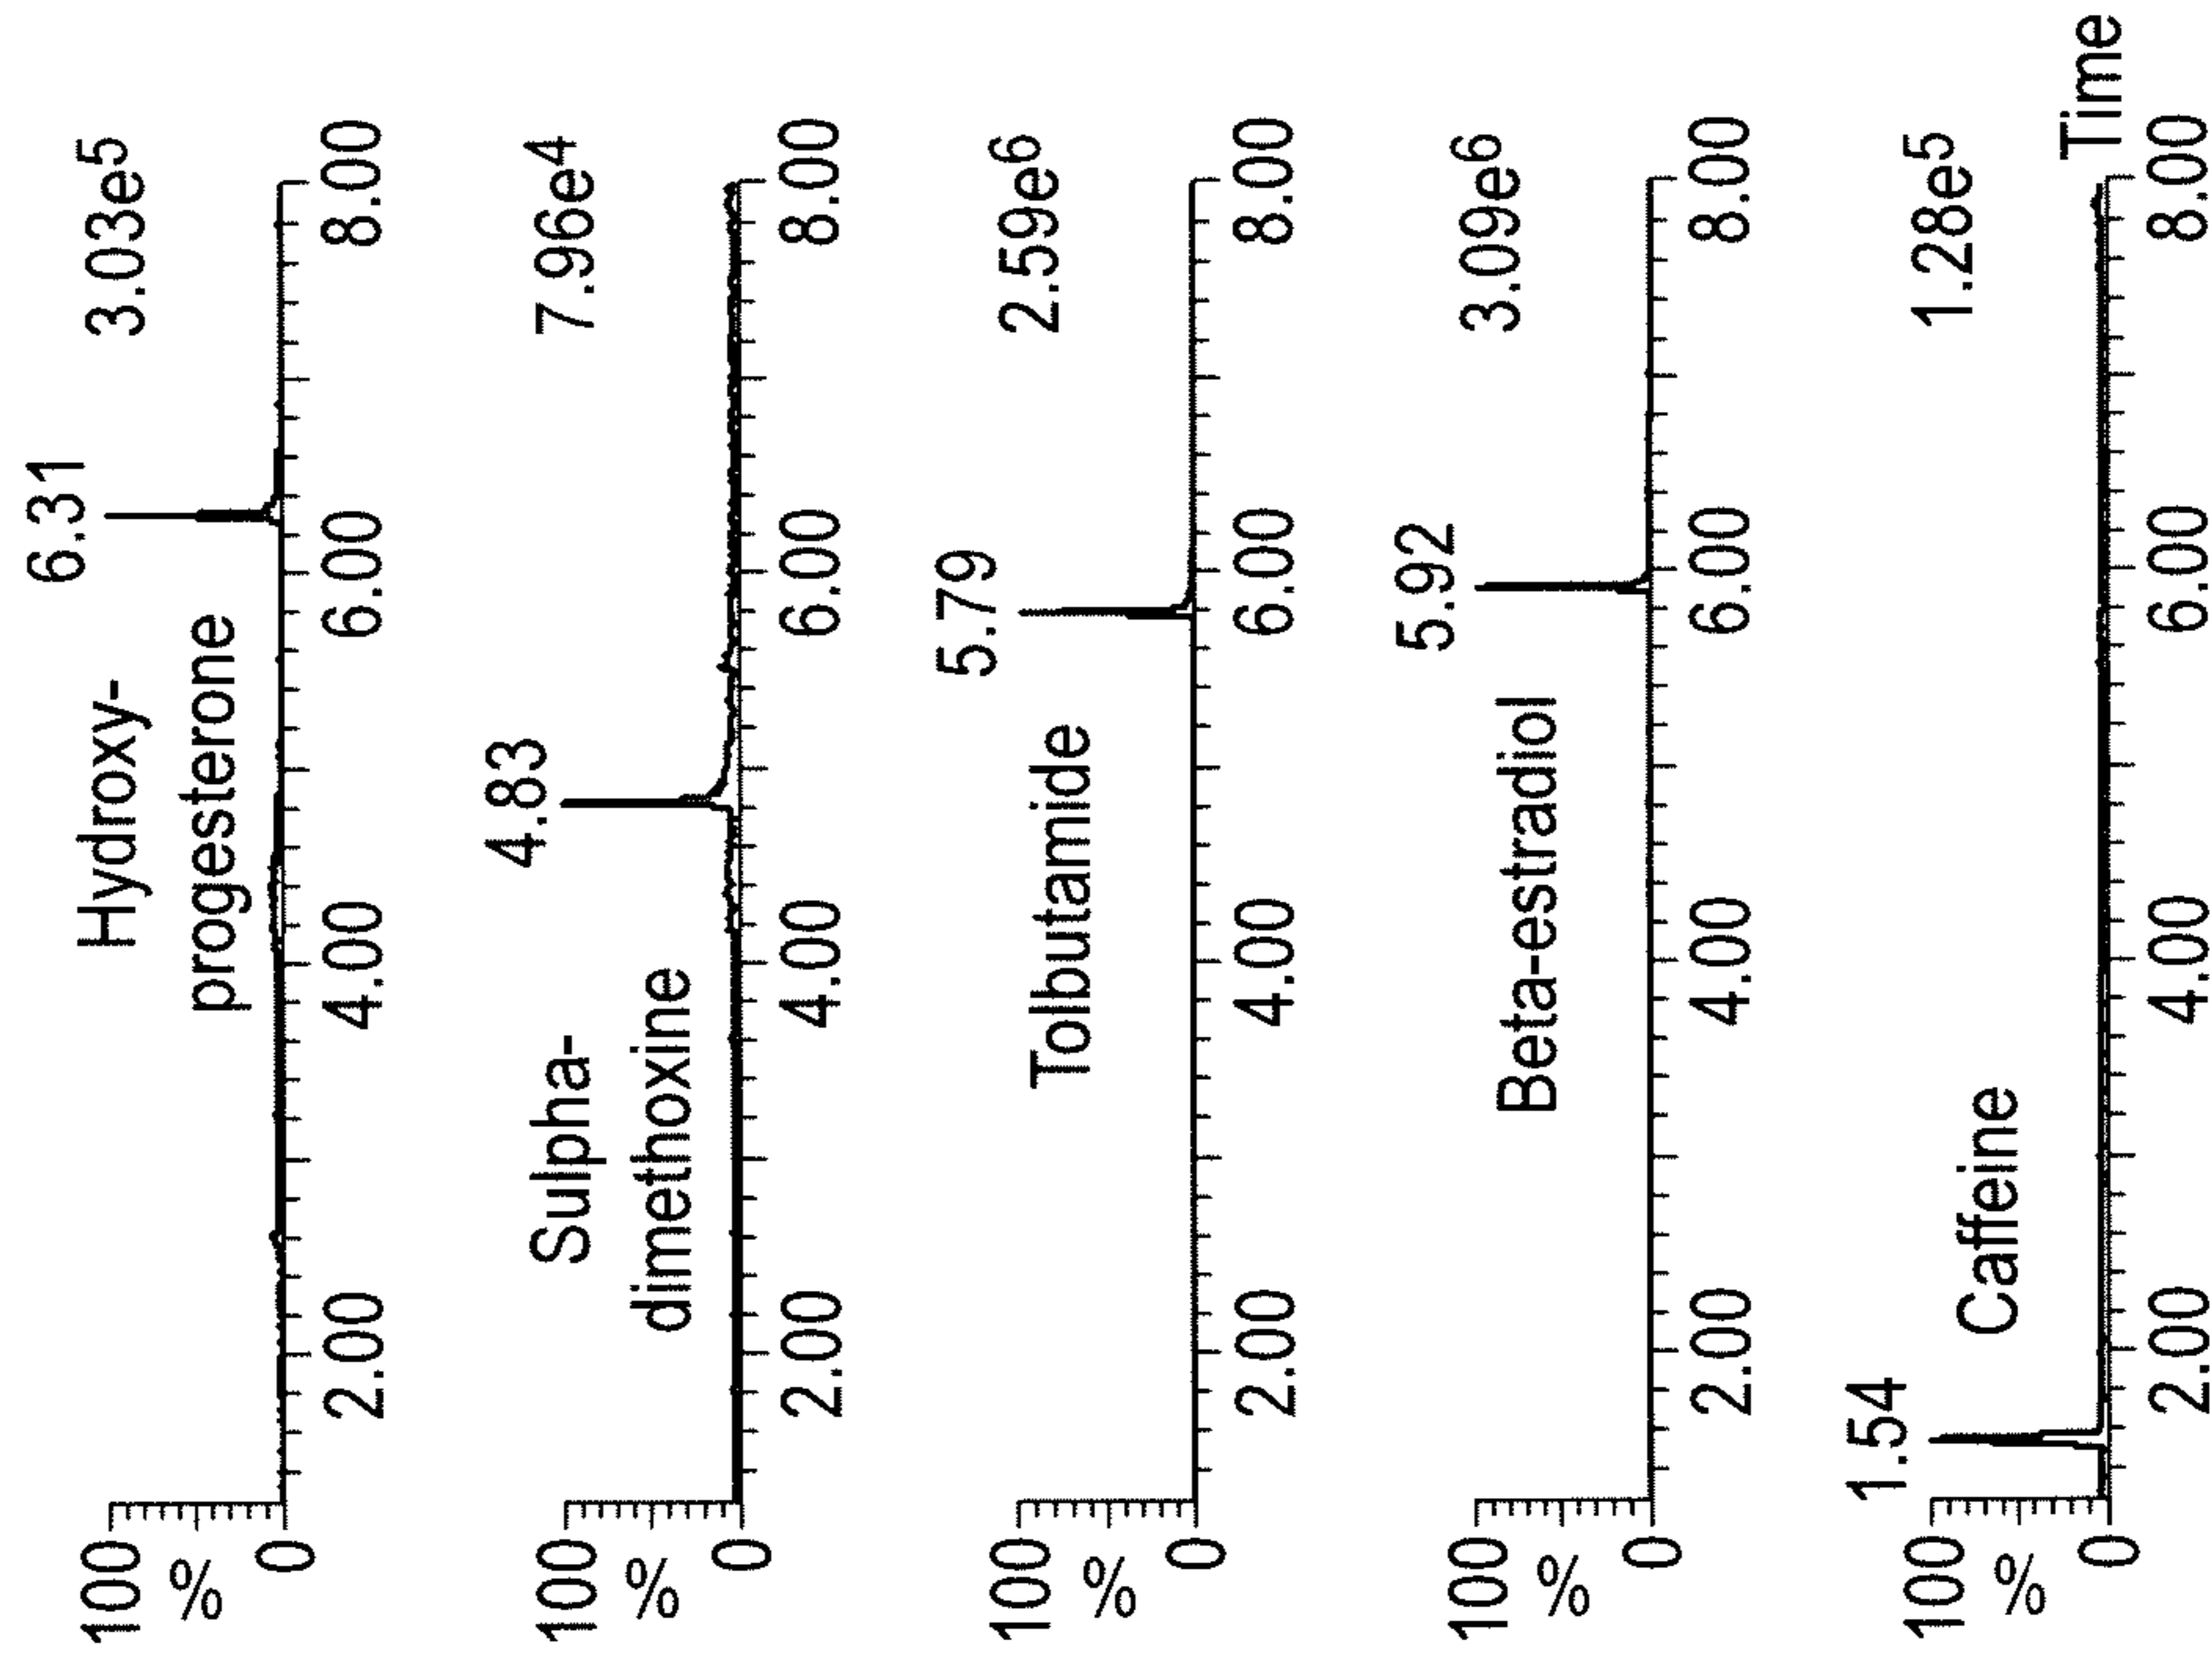 6.31
Hydroxy-
progesterone
3.03e5
100
%
0
2.00 4.00 6.00 8.00
4.83
Sulpha-
dimethoxine
7.96e4
100
%
0
2.00 4.00 6.00 8.00
5.79
Tolbutamide
2.59e6
100
%
0
2.00 4.00 6.00 8.00
5.92
Beta-estradiol
3.09e6
100
%
0
2.00 4.00 6.00 8.00
1.54
Caffeine
1.28e5
100
%
0
Time
2.00 4.00 6.00 8.00